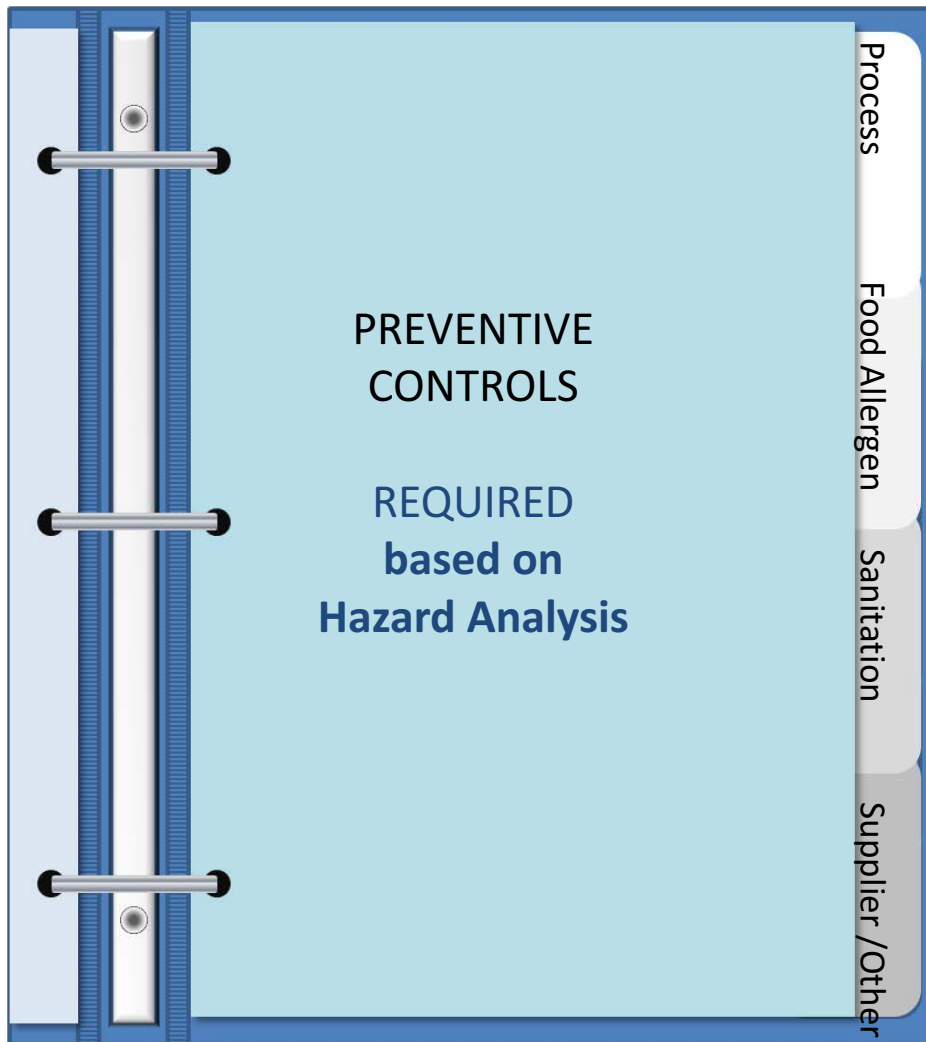 PREVENTIVE
CONTROLS
REQUIRED
based on
Hazard Analysis
Process
Food Allergen
Sanitation
Supplier /Other